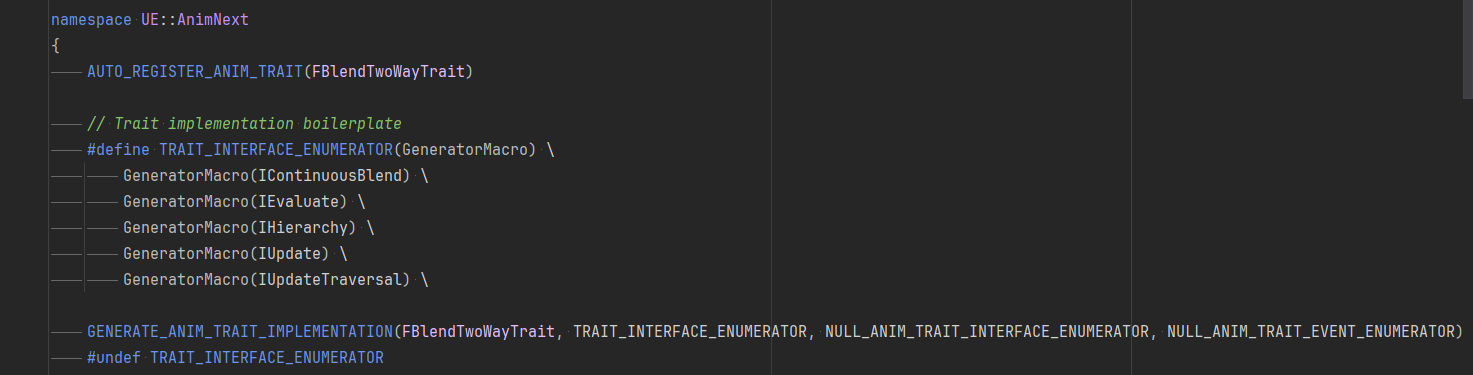 namespace UE::AnimNext
{
AUTO_REGISTER_ANIM_TRAIT(FBlendTwoWayTrait)
// Trait implementation boilerplate
#define TRAIT_INTERFACE_ENUMERATOR(GeneratorMacro) \
GeneratorMacro(IContinuousBlend) \
GeneratorMacro(IEvaluate) \
GeneratorMacro(IHierarchy) \
GeneratorMacro(IUpdate) \
GeneratorMacro(IUpdateTraversal) \
GENERATE_ANIM_TRAIT_IMPLEMENTATION(FBlendTwoWayTrait, TRAIT_INTERFACE_ENUMERATOR, NULL_ANIM_TRAIT_INTERFACE_ENUMERATOR, NULL_ANIM_TRAIT_EVENT_ENUMERATOR)
#undef TRAIT_INTERFACE_ENUMERATOR